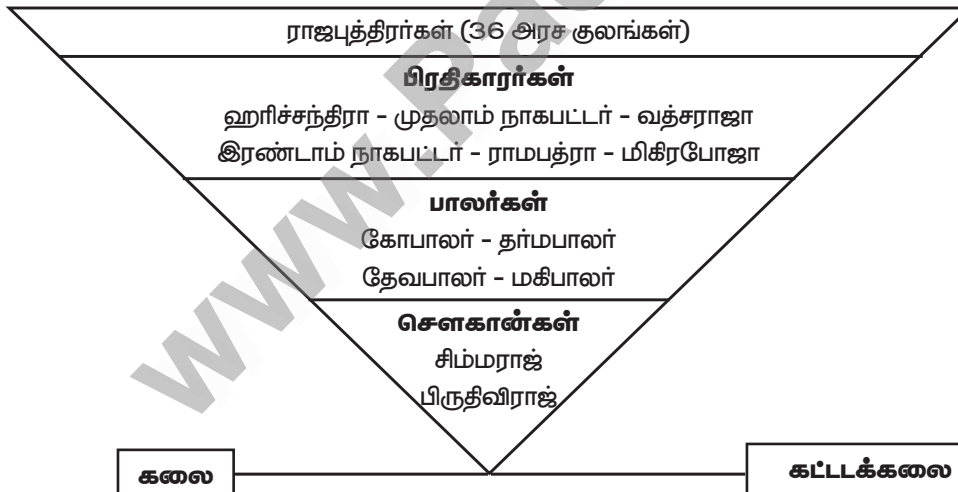 ராஜபுத்திரர்கள் (36 அரச குலங்கள்)
பிரதிகாரர்கள்
ஹரிச்சந்திரா - முதலாம் நாகபட்டர் - வத்சராஜா
இரண்டாம் நாகபட்டர் - ராமபத்ரா - மிகிரபோஜா
பாலர்கள்
கோபாலர் - தர்மபாலர்
தேவபாலர் - மகிபாலர்
சௌகான்கள்
சிம்மராஜ்
பிருதிவிராஜ்
கலை
கட்டடக்கலை
www.Pa